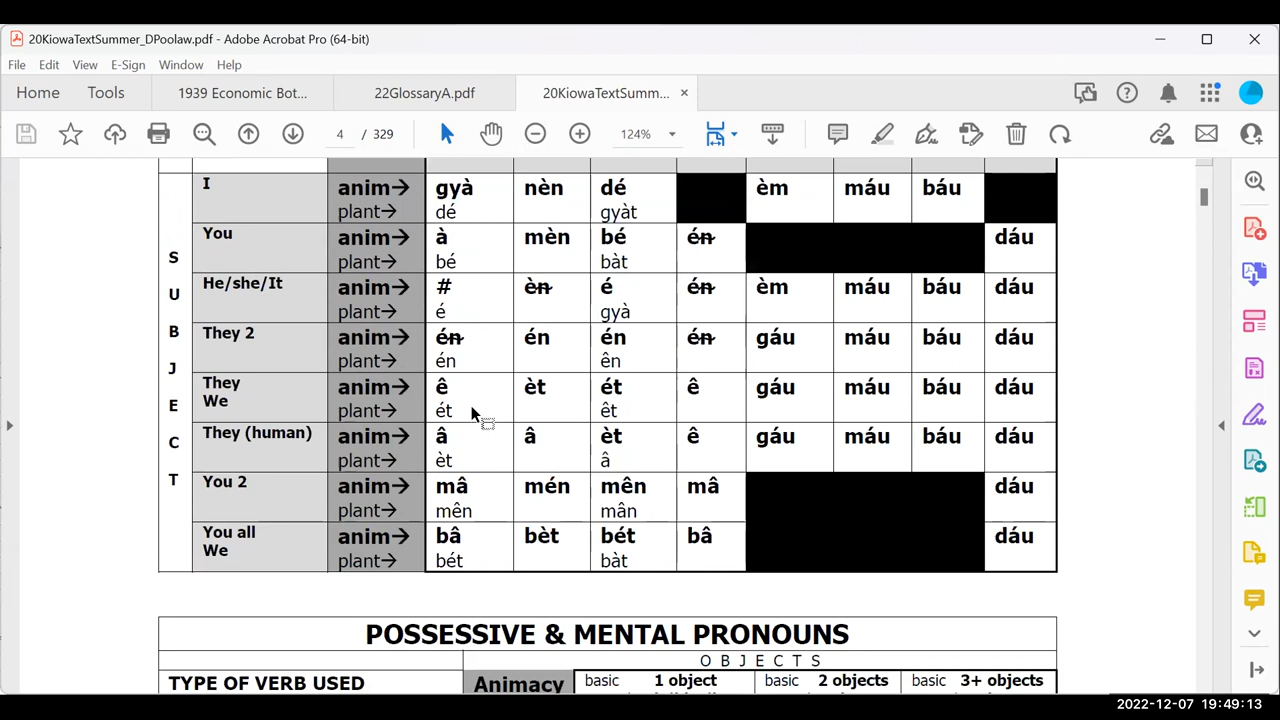 20KiowaTextSummer_DPoolaw.pdf - Adobe Acrobat Pro (64-bit)
File Edit View E-Sign Window Help
Home Tools 1939 Economic Bot... 22GlossaryA.pdf 20KiowaTextSumm... ×
4 / 329 124%
I anim→ gyà nèn dé èm máu báu
plant→ dé gyàt
You anim→ à mèn bé én dáu
plant→ bé bàt
He/she/It anim→ # èn é én èm máu báu dáu
plant→ é gyà
They 2 anim→ én én én én gáu máu báu dáu
plant→ én ên
They anim→ ê èt ét ê gáu máu báu dáu
We plant→ ét êt
They (human) anim→ â â èt ê gáu máu báu dáu
plant→ èt â
You 2 anim→ mâ mén mên mâ dáu
plant→ mên mân
You all anim→ bâ bèt bét bâ dáu
We plant→ bét bàt
S
U
B
J
E
C
T
POSSESSIVE & MENTAL PRONOUNS
O B J E C T S
TYPE OF VERB USED Animacy basic 1 object basic 2 objects basic 3+ objects
2022-12-07 19:49:13